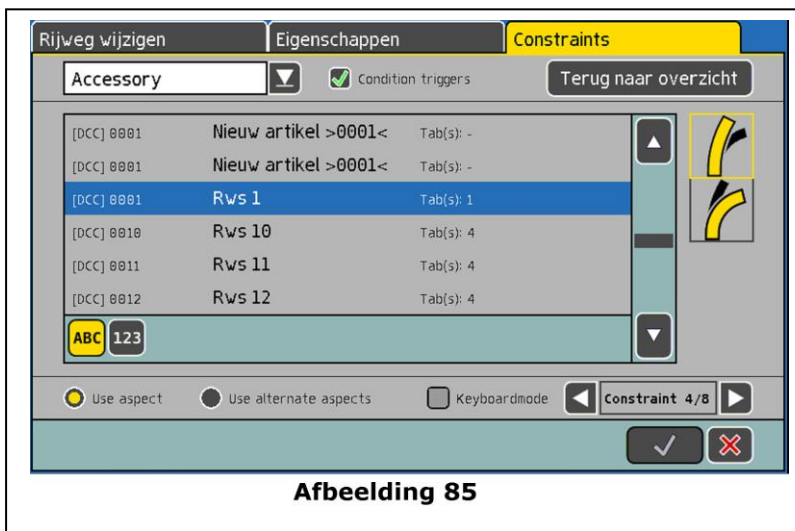 Rijweg wijzigen Eigenschappen Constraints
Accessory Condition triggers Terug naar overzicht
[DCC] 0001 Nieuw artikel >0001< Tab(s): -
[DCC] 0001 Nieuw artikel >0001< Tab(s): -
[DCC] 0001 Rws 1 Tab(s): 1
[DCC] 0010 Rws 10 Tab(s): 4
[DCC] 0011 Rws 11 Tab(s): 4
[DCC] 0012 Rws 12 Tab(s): 4
ABC 123
Use aspect Use alternate aspects Keyboardmode Constraint 4/8
Afbeelding 85